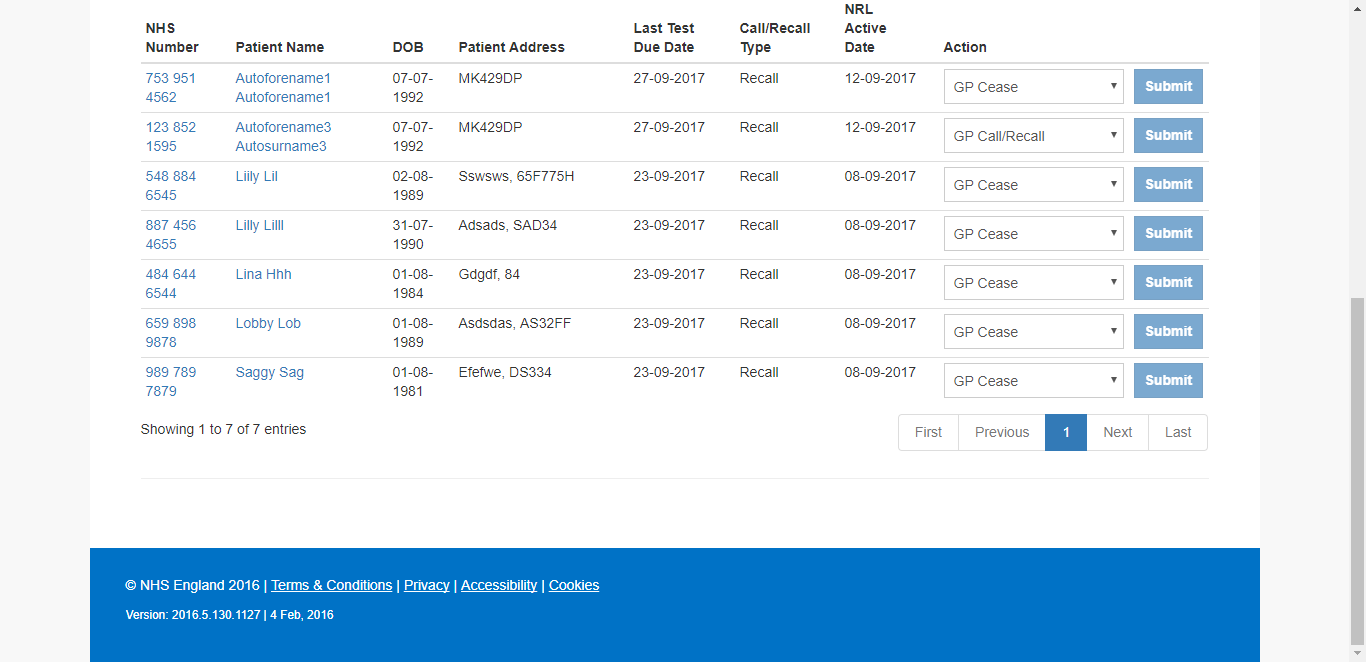 NHS Number Patient Name DOB Patient Address Last Test Due Date Call/Recall Type NRL Active Date Action
753 951 4562 Autoforename1 Autoforename1 07-07-1992 MK429DP 27-09-2017 Recall 12-09-2017 GP Cease Submit
123 852 1595 Autoforename3 Autosurname3 07-07-1992 MK429DP 27-09-2017 Recall 12-09-2017 GP Call/Recall Submit
548 884 6545 Liily Lil 02-08-1989 Sswsws, 65F775H 23-09-2017 Recall 08-09-2017 GP Cease Submit
887 456 4655 Lilly Lilll 31-07-1990 Adsads, SAD34 23-09-2017 Recall 08-09-2017 GP Cease Submit
484 644 6544 Lina Hhh 01-08-1984 Gdgdf, 84 23-09-2017 Recall 08-09-2017 GP Cease Submit
659 898 9878 Lobby Lob 01-08-1989 Asdsdas, AS32FF 23-09-2017 Recall 08-09-2017 GP Cease Submit
989 789 7879 Saggy Sag 01-08-1981 Efefwe, DS334 23-09-2017 Recall 08-09-2017 GP Cease Submit
Showing 1 to 7 of 7 entries First Previous 1 Next Last
© NHS England 2016 | Terms & Conditions | Privacy | Accessibility | Cookies
Version: 2016.5.130.1127 | 4 Feb, 2016